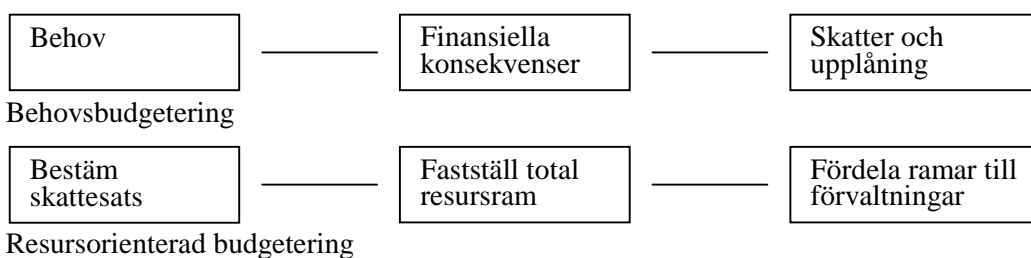 Behov
Finansiella
konsekvenser
Skatter och
upplåning
Behovsbudgetering
Bestäm
skattesats
Fastställ total
resursram
Fördela ramar till
förvaltningar
Resursorienterad budgetering